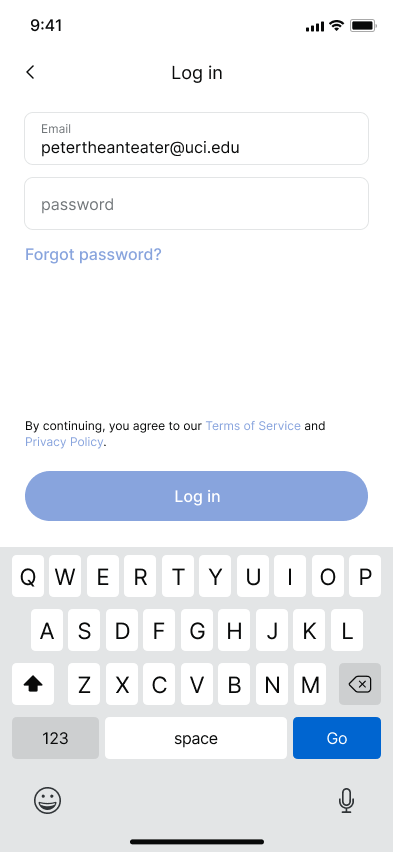 9:41
Log in
Email
petertheanteater@uci.edu
password
Forgot password?
By continuing, you agree to our Terms of Service and
Privacy Policy.
Log in
Q W E R T Y U I O P
A S D F G H J K L
Z X C V B N M
123 space Go